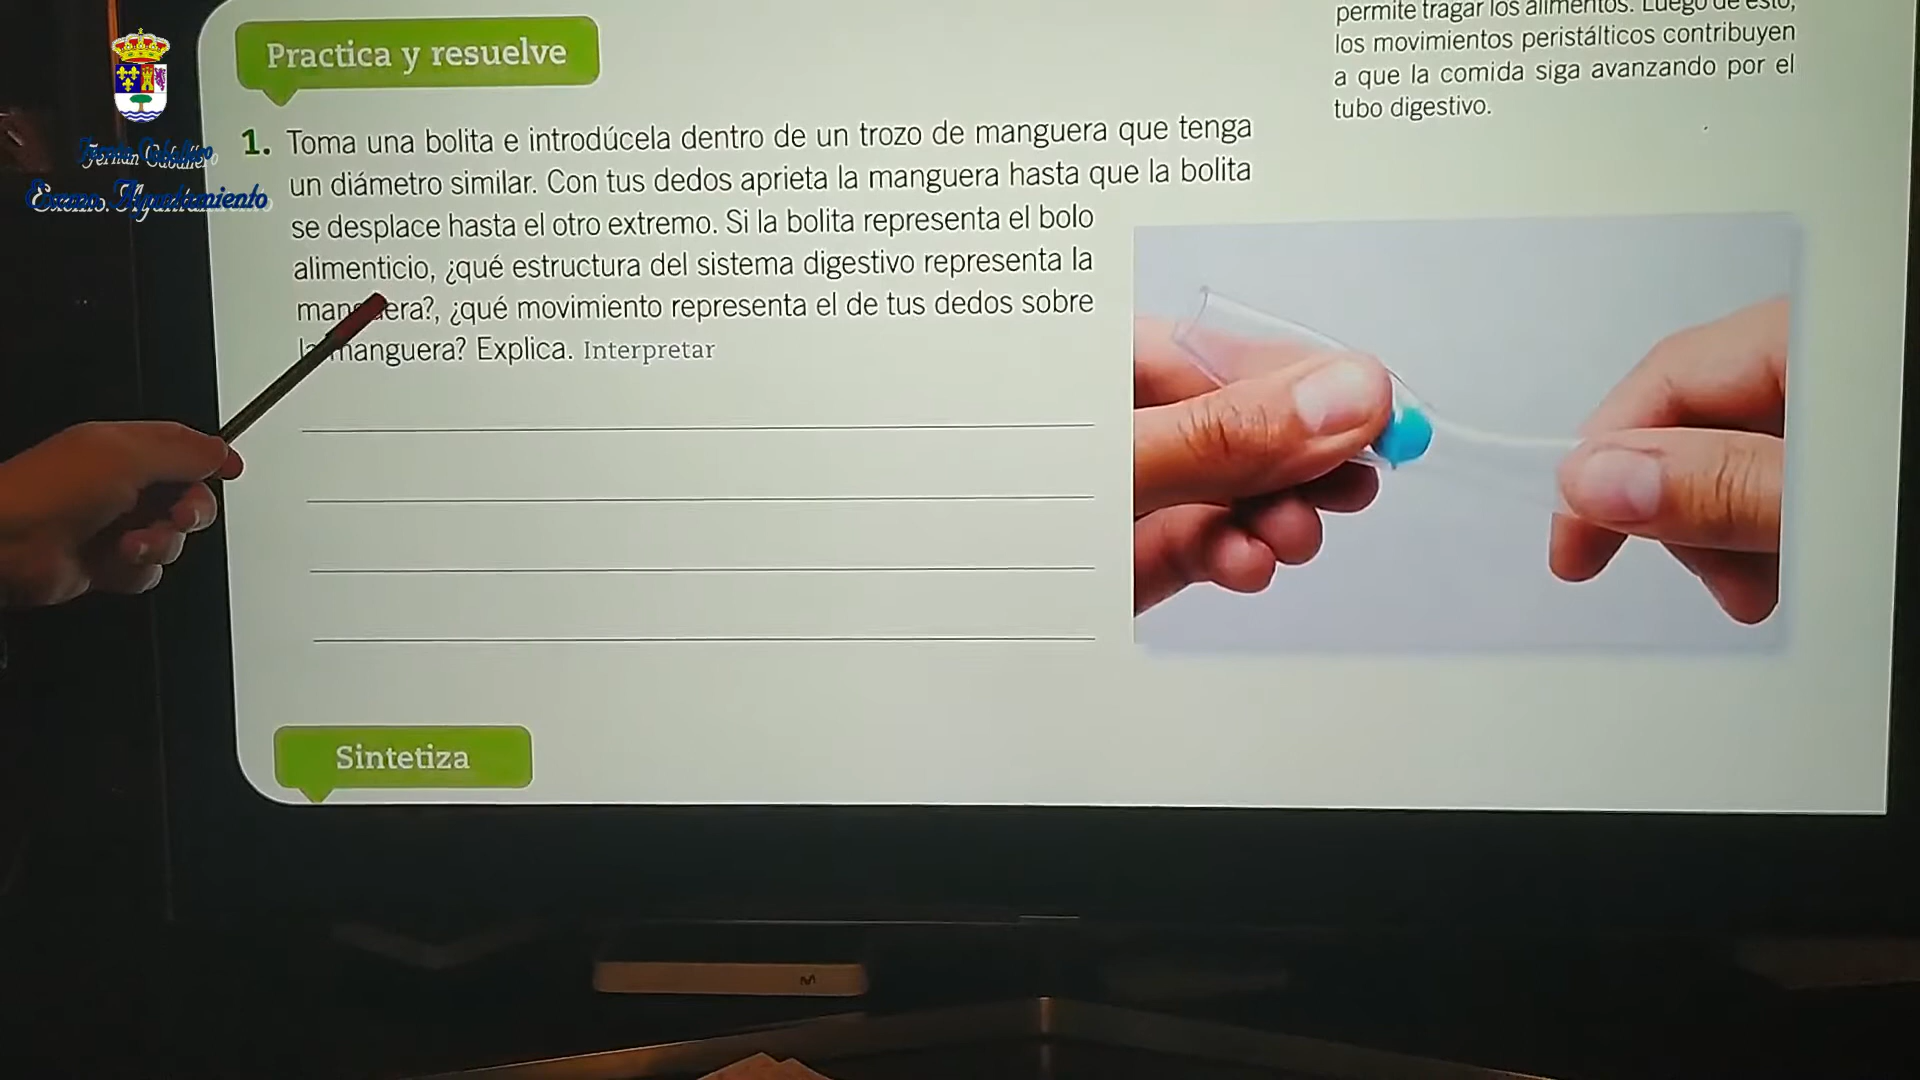 permite tragar los alimentos. Luego de esto,
los movimientos peristálticos contribuyen
a que la comida siga avanzando por el
tubo digestivo.
Practica y resuelve
1. Toma una bolita e introdúcela dentro de un trozo de manguera que tenga
un diámetro similar. Con tus dedos aprieta la manguera hasta que la bolita
se desplace hasta el otro extremo. Si la bolita representa el bolo
alimenticio, ¿qué estructura del sistema digestivo representa la
manguera?, ¿qué movimiento representa el de tus dedos sobre
la manguera? Explica. Interpretar
Sintetiza
Fernán Caballero
Excmo. Ayuntamiento